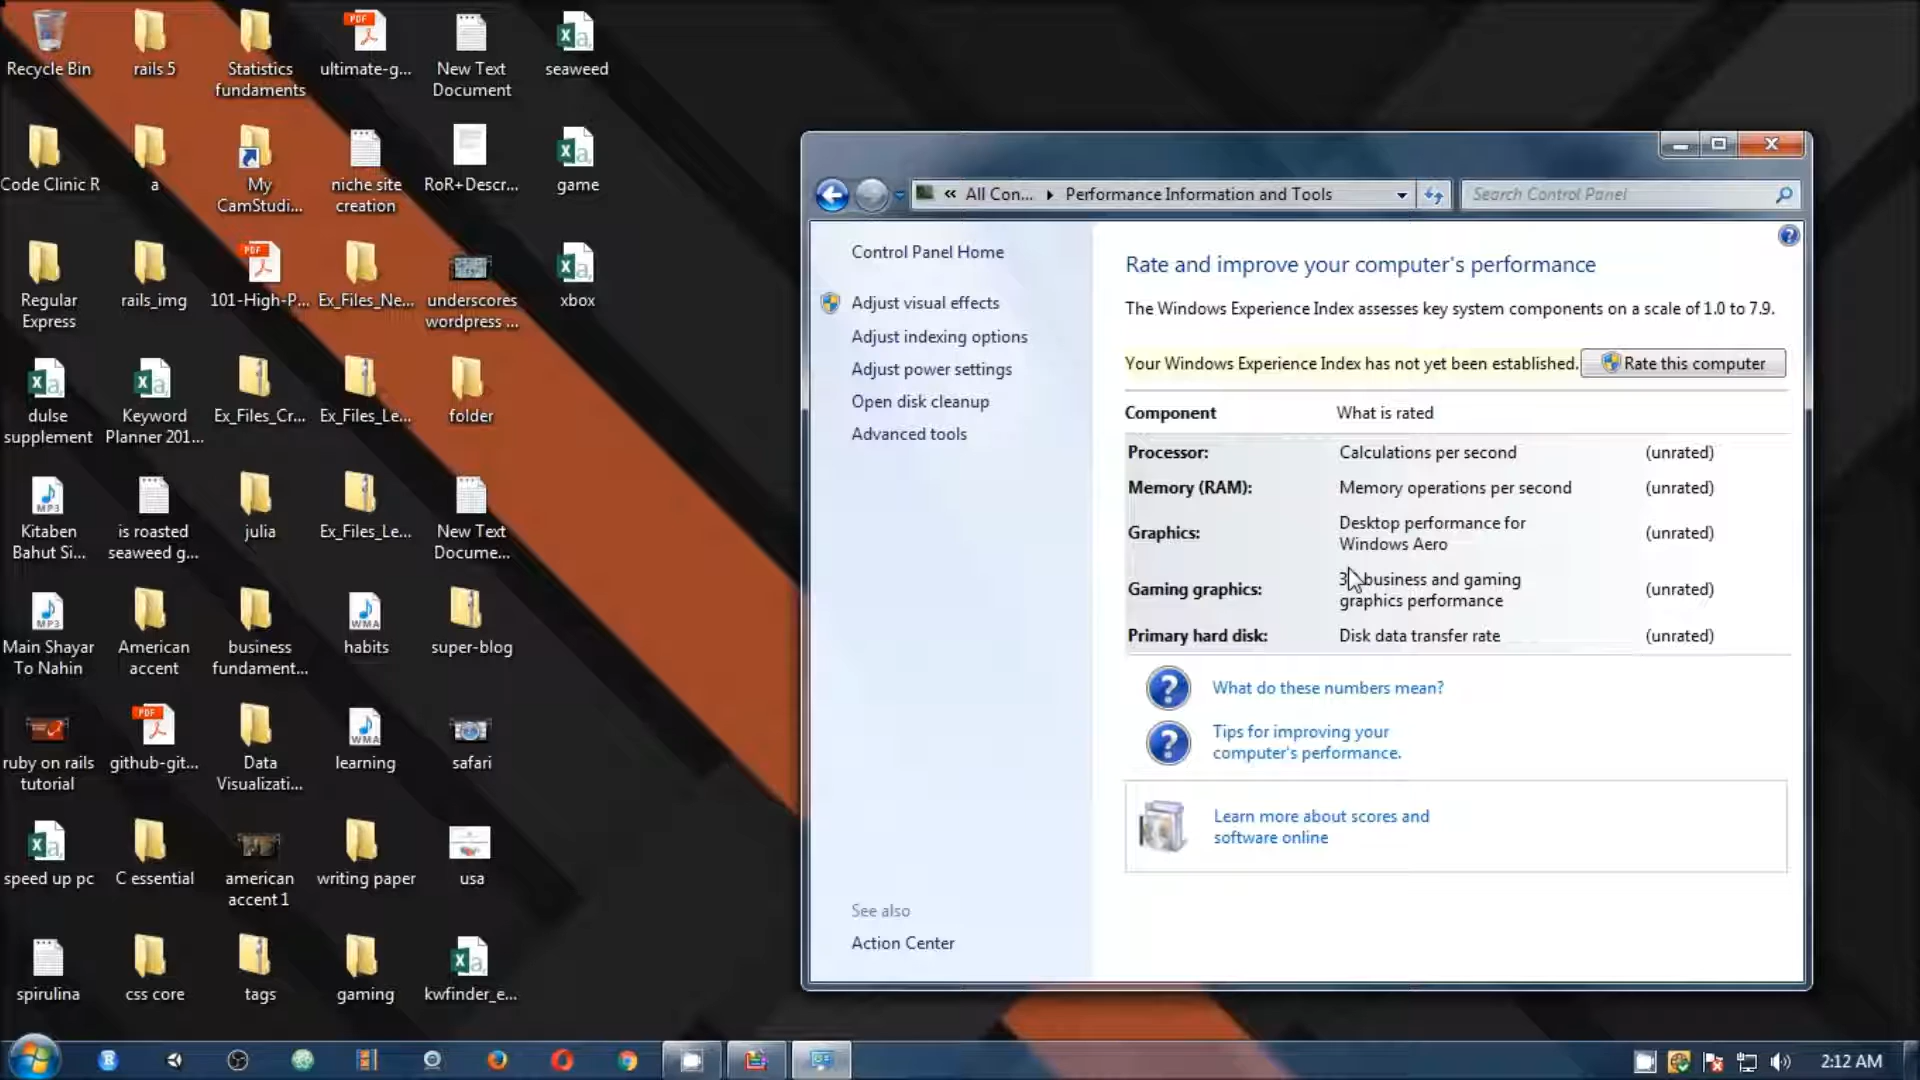 Recycle Bin
rails 5
Statistics
fundaments
ultimate-g...
New Text
Document
seaweed
Code Clinic R
a
My
CamStudi...
niche site
creation
RoR+Descr...
game
Regular
Express
rails_img
101-High-P...
Ex_Files_Ne...
underscores
wordpress ...
xbox
dulse
supplement
Keyword
Planner 201...
Ex_Files_Cr...
Ex_Files_Le...
folder
Kitaben
Bahut Si...
is roasted
seaweed g...
julia
Ex_Files_Le...
New Text
Docume...
Main Shayar
To Nahin
American
accent
business
fundament...
habits
super-blog
ruby on rails
tutorial
github-git...
Data
Visualizati...
learning
safari
speed up pc
C essential
american
accent 1
writing paper
usa
spirulina
css core
tags
gaming
kwfinder_e...
« All Con... Performance Information and Tools
Search Control Panel
Control Panel Home
Adjust visual effects
Adjust indexing options
Adjust power settings
Open disk cleanup
Advanced tools
See also
Action Center
Rate and improve your computer's performance
The Windows Experience Index assesses key system components on a scale of 1.0 to 7.9.
Your Windows Experience Index has not yet been established. Rate this computer
Component What is rated
Processor: Calculations per second (unrated)
Memory (RAM): Memory operations per second (unrated)
Graphics: Desktop performance for
Windows Aero (unrated)
Gaming graphics: business and gaming
graphics performance (unrated)
Primary hard disk: Disk data transfer rate (unrated)
What do these numbers mean?
Tips for improving your
computer's performance.
Learn more about scores and
software online
2:12 AM